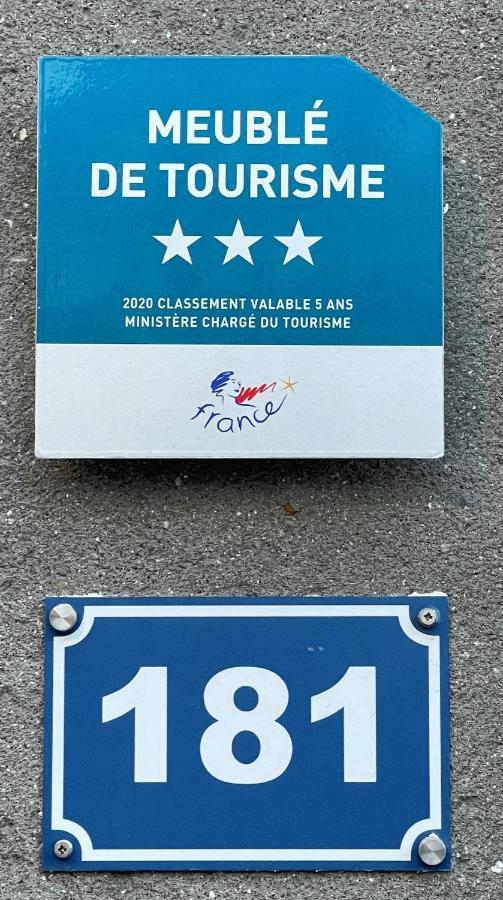 MEUBLÉ
DE TOURISME
2020 CLASSEMENT VALABLE 5 ANS
MINISTÈRE CHARGÉ DU TOURISME
france
181